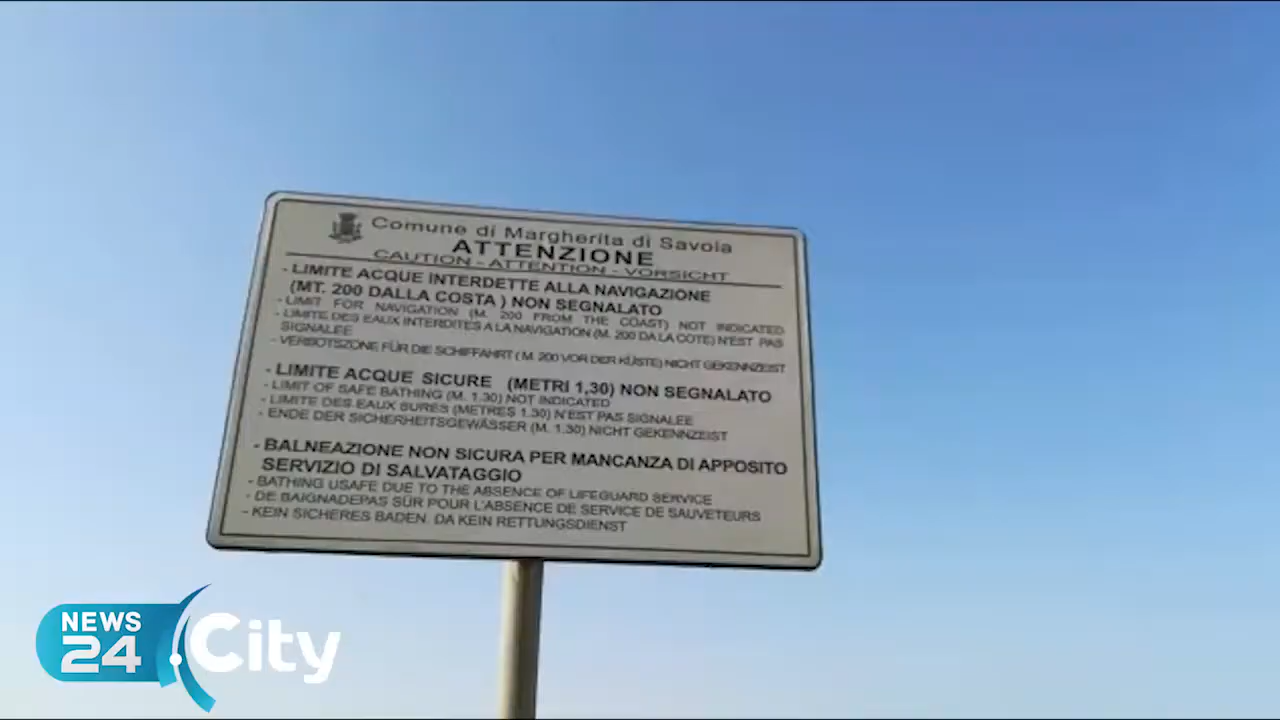 Comune di Margherita di Savoia
ATTENZIONE
CAUTION - ATTENTION - VORSICHT
- LIMITE ACQUE INTERDETTE ALLA NAVIGAZIONE
(MT. 200 DALLA COSTA ) NON SEGNALATO
- LIMIT FOR NAVIGATION (M. 200 FROM THE COAST) NOT INDICATED
- LIMITE DES EAUX INTERDITES A LA NAVIGATION (M. 200 DA LA COTE) N'EST PAS
SIGNALEE
- VERBOTSZONE FÜR DIE SCHIFFAHRT ( M. 200 VOR DER KÜSTE) NICHT GEKENNZEIST
- LIMITE ACQUE SICURE (METRI 1,30) NON SEGNALATO
- LIMIT OF SAFE BATHING (M. 1.30) NOT INDICATED
- LIMITE DES EAUX SURES (METRES 1.30) N'EST PAS SIGNALEE
- ENDE DER SICHERHEITSGEWÄSSER (M. 1.30) NICHT GEKENNZEIST
- BALNEAZIONE NON SICURA PER MANCANZA DI APPOSITO
SERVIZIO DI SALVATAGGIO
- BATHING USAFE DUE TO THE ABSENCE OF LIFEGUARD SERVICE
- DE BAIGNADEPAS SÛR POUR L'ABSENCE DE SERVICE DE SAUVETEURS
- KEIN SICHERES BADEN. DA KEIN RETTUNGSDIENST
NEWS
24 .City